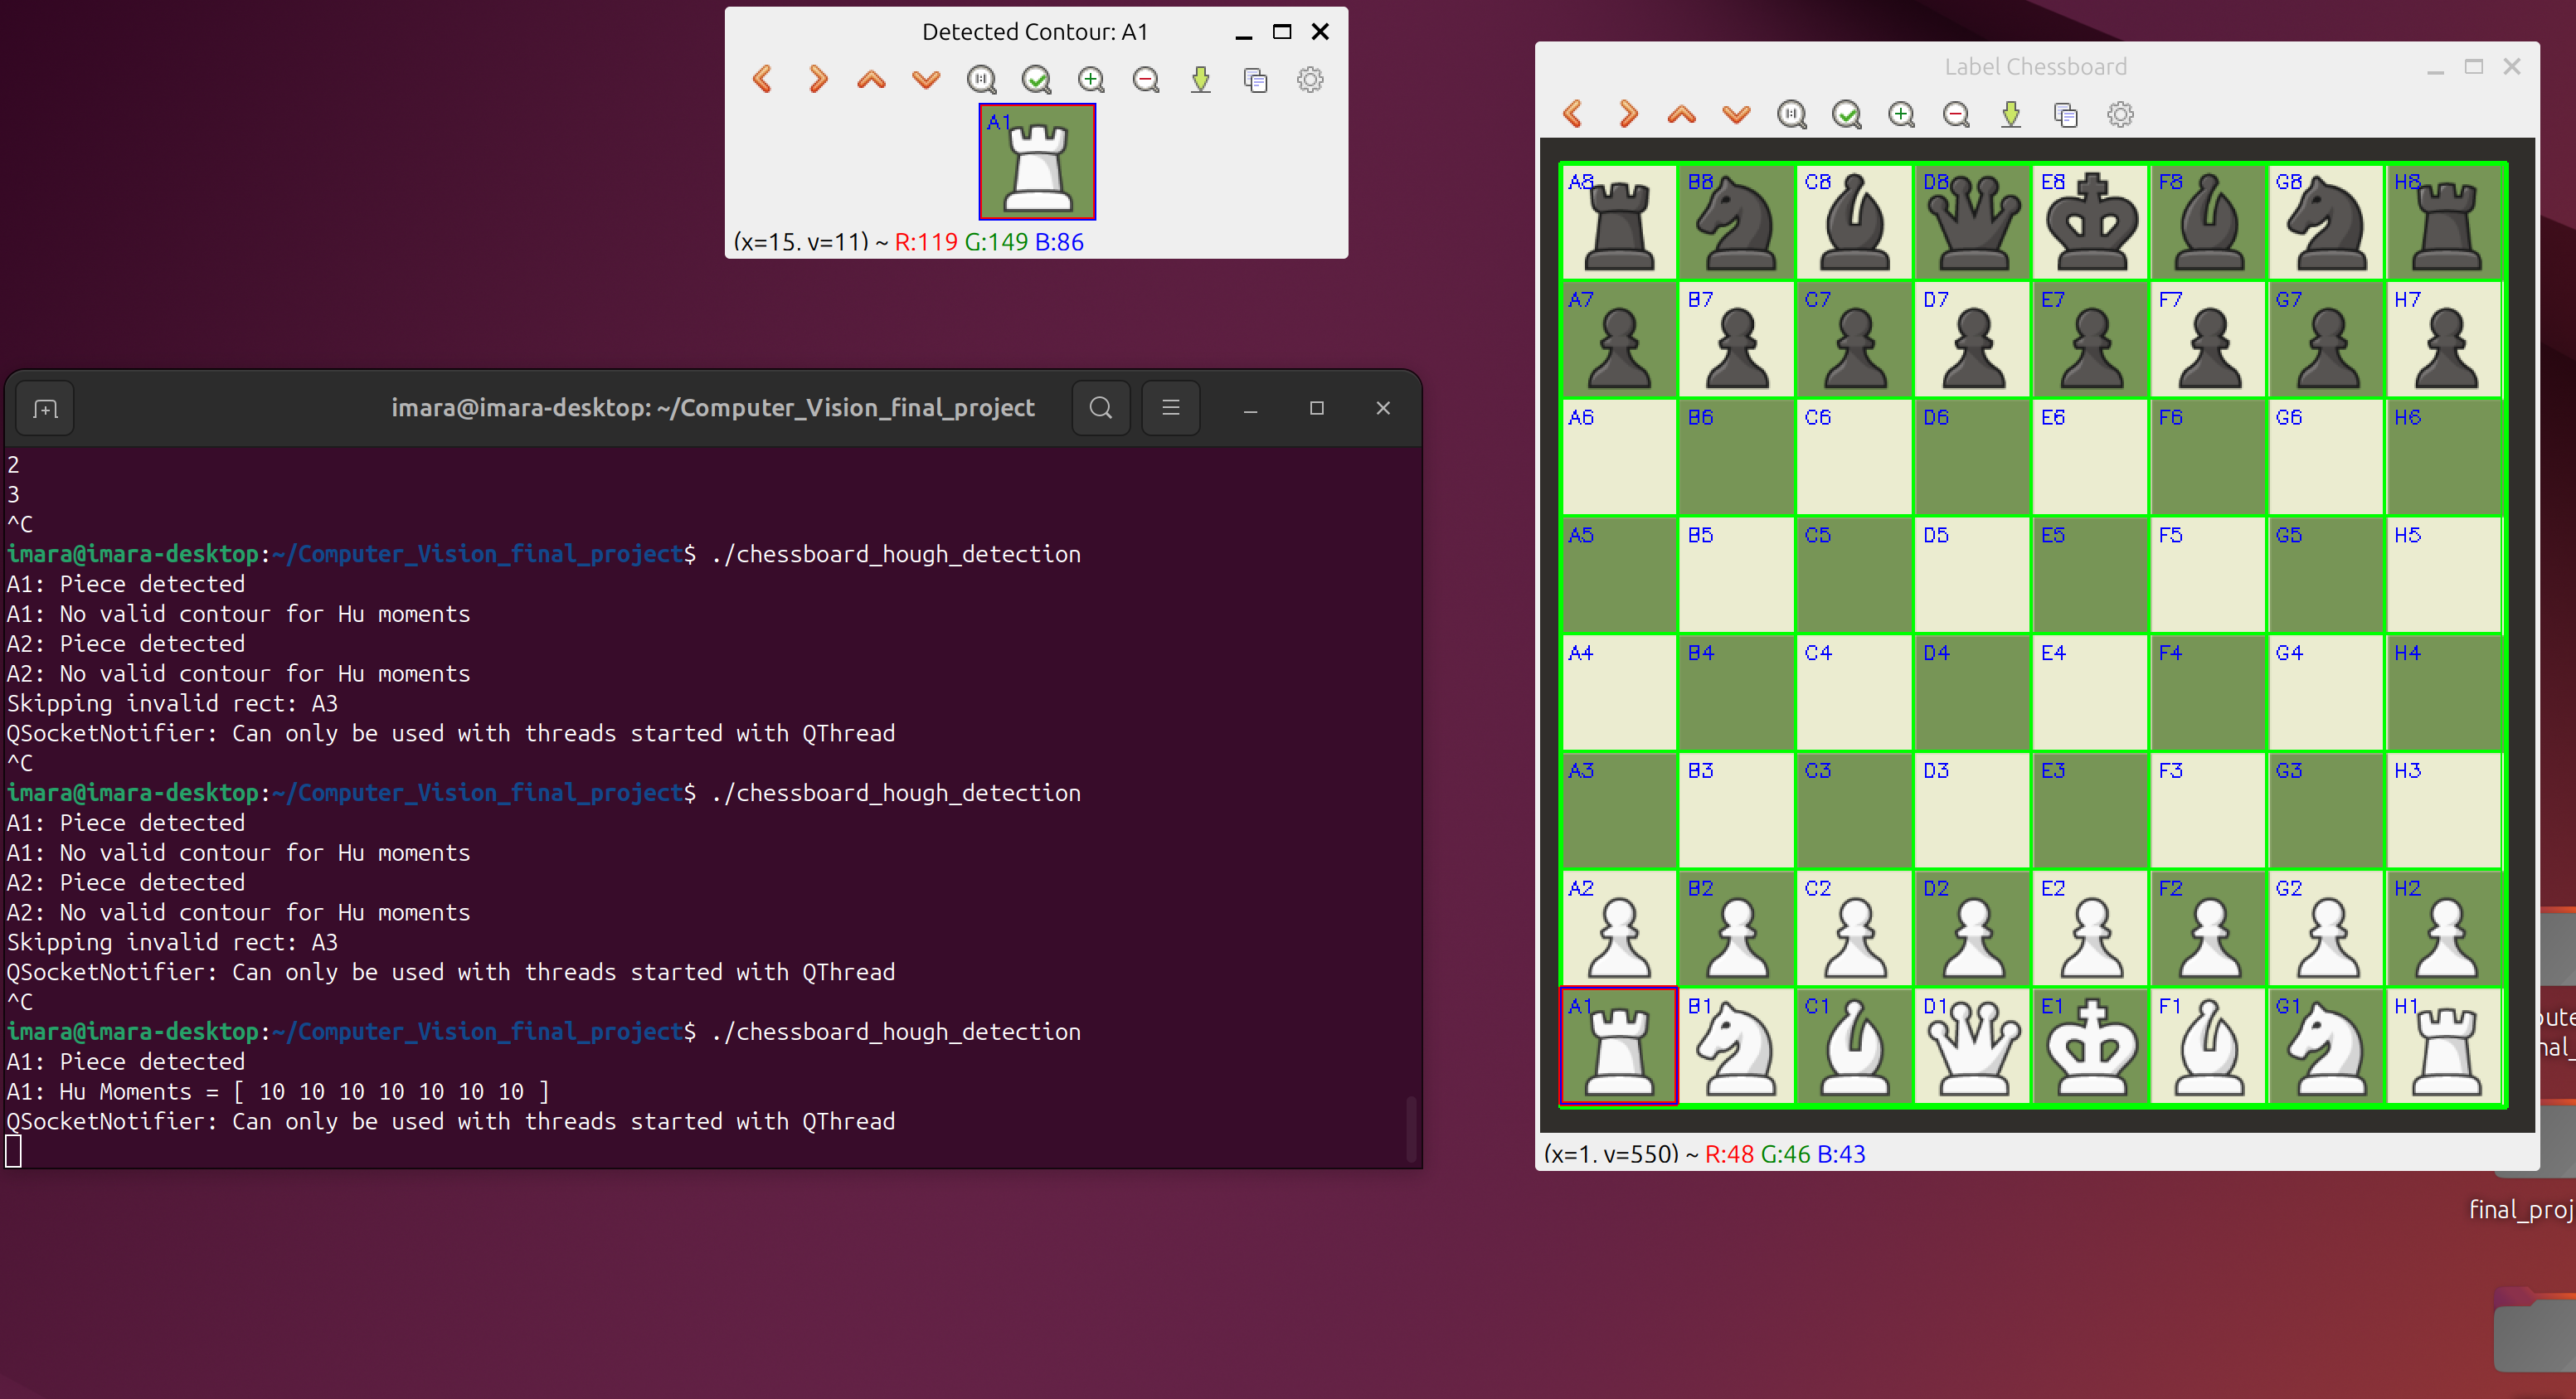 Detected Contour: A1
A1
(x=15, y=11) ~ R:119 G:149 B:86
imara@imara-desktop: ~/Computer_Vision_final_project
2
3
^C
imara@imara-desktop:~/Computer_Vision_final_project$ ./chessboard_hough_detection
A1: Piece detected
A1: No valid contour for Hu moments
A2: Piece detected
A2: No valid contour for Hu moments
Skipping invalid rect: A3
QSocketNotifier: Can only be used with threads started with QThread
^C
imara@imara-desktop:~/Computer_Vision_final_project$ ./chessboard_hough_detection
A1: Piece detected
A1: No valid contour for Hu moments
A2: Piece detected
A2: No valid contour for Hu moments
Skipping invalid rect: A3
QSocketNotifier: Can only be used with threads started with QThread
^C
imara@imara-desktop:~/Computer_Vision_final_project$ ./chessboard_hough_detection
A1: Piece detected
A1: Hu Moments = [ 10 10 10 10 10 10 10 ]
QSocketNotifier: Can only be used with threads started with QThread
Label Chessboard
A8 B8 C8 D8 E8 F8 G8 H8
A7 B7 C7 D7 E7 F7 G7 H7
A6 B6 C6 D6 E6 F6 G6 H6
A5 B5 C5 D5 E5 F5 G5 H5
A4 B4 C4 D4 E4 F4 G4 H4
A3 B3 C3 D3 E3 F3 G3 H3
A2 B2 C2 D2 E2 F2 G2 H2
A1 B1 C1 D1 E1 F1 G1 H1
(x=1, y=550) ~ R:48 G:46 B:43
final_proj